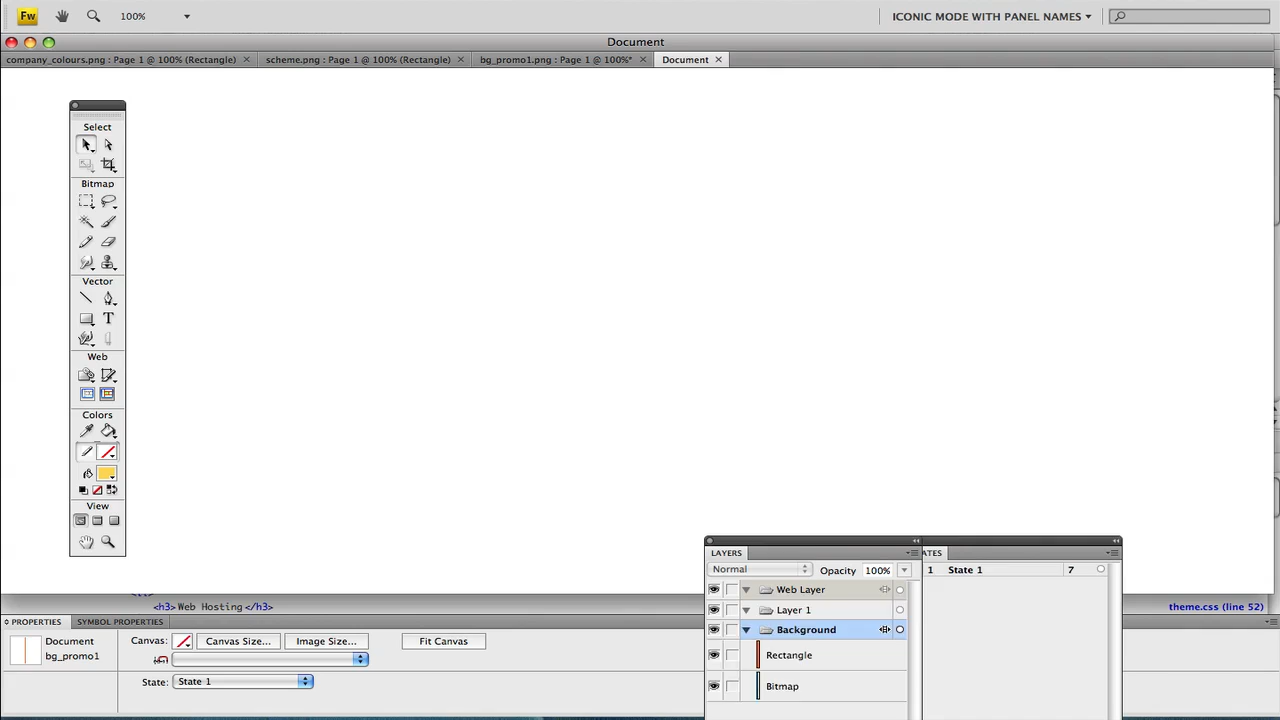 Fw 100% ICONIC MODE WITH PANEL NAMES
Document
company_colours.png : Page 1 @ 100% (Rectangle) scheme.png : Page 1 @ 100% (Rectangle) bg_promo1.png : Page 1 @ 100%* Document
Select
Bitmap
Vector
T
Web
Colors
View
LAYERS
Normal Opacity 100%
Web Layer
Layer 1
Background
Rectangle
Bitmap
ATES
1 State 1 7
<h3>Web Hosting</h3>
theme.css (line 52)
PROPERTIES SYMBOL PROPERTIES
Document
bg_promo1
Canvas: Canvas Size... Image Size... Fit Canvas
State: State 1